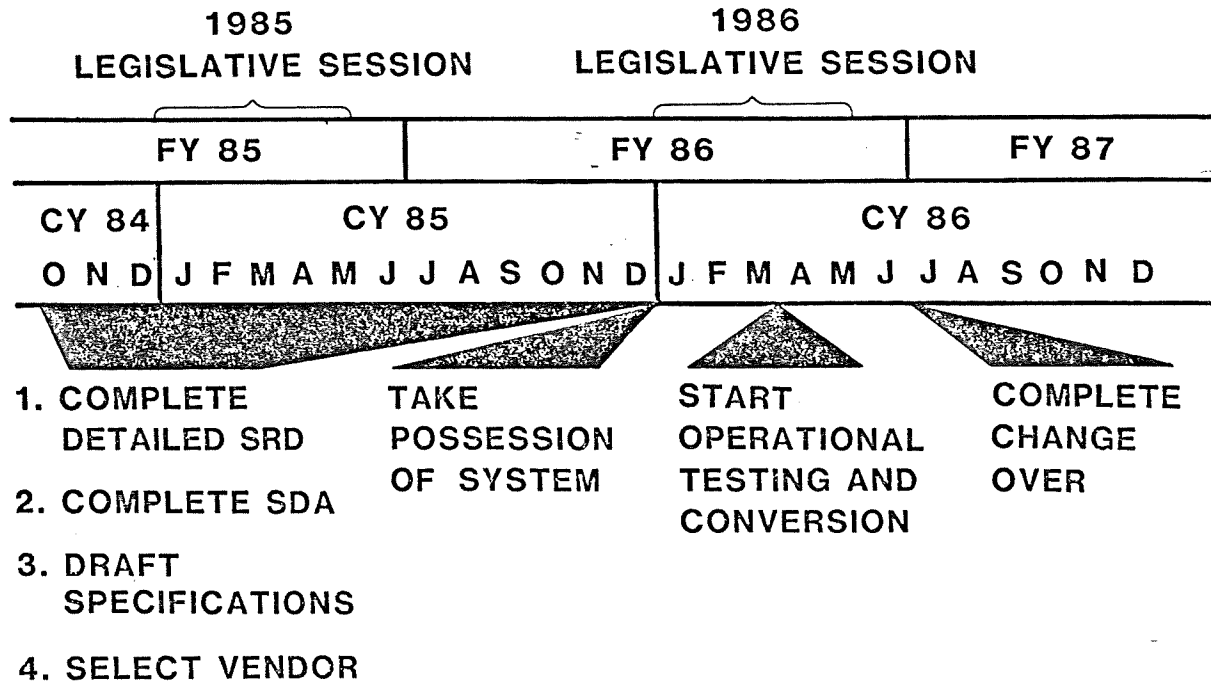 1985
LEGISLATIVE SESSION
1986
LEGISLATIVE SESSION
FY 85 FY 86 FY 87
CY 84 CY 85 CY 86
O N D J F M A M J J A S O N D J F M A M J J A S O N D
1. COMPLETE
DETAILED SRD
2. COMPLETE SDA
3. DRAFT
SPECIFICATIONS
4. SELECT VENDOR
TAKE
POSSESSION
OF SYSTEM
START
OPERATIONAL
TESTING AND
CONVERSION
COMPLETE
CHANGE
OVER